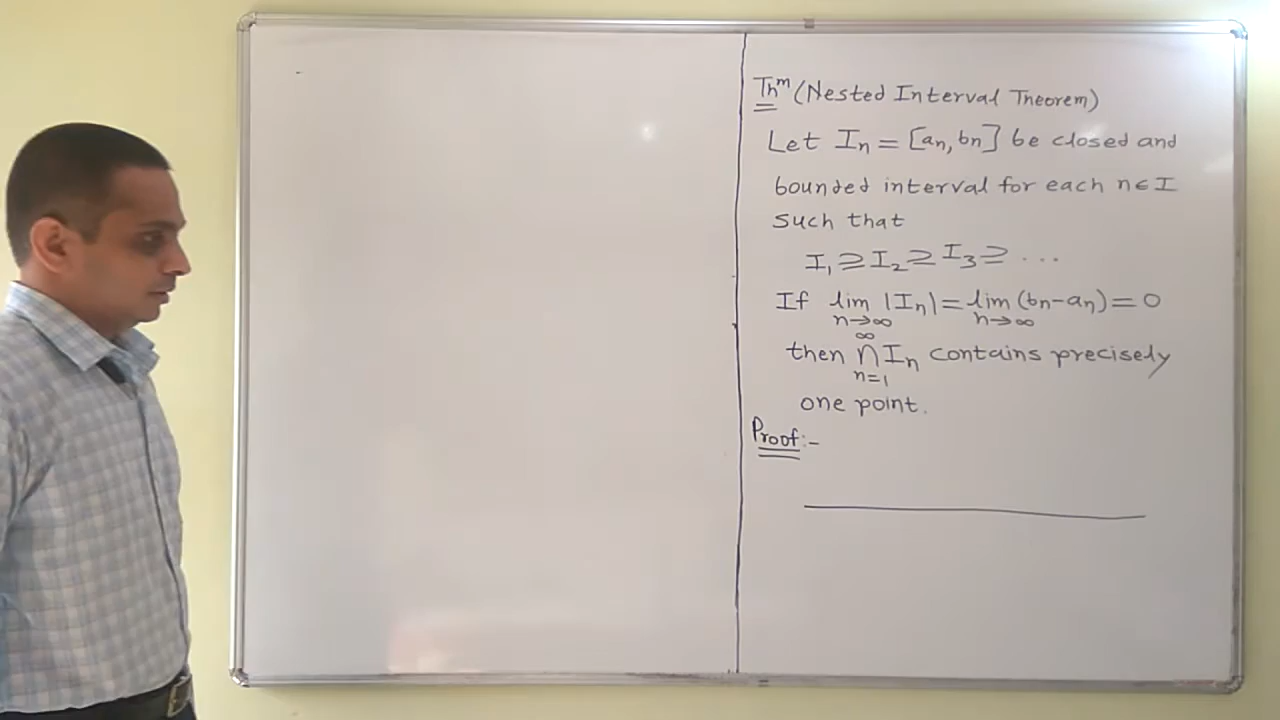 Thm (Nested Interval Theorem)
Let In = [an, bn] be closed and
bounded interval for each n∈I
such that
I1 ⊇ I2 ⊇ I3 ⊇ ...
If lim n→∞ |In| = lim n→∞ (bn-an) = 0
then ∞ ∩ n=1 In contains precisely
one point.
Proof:-